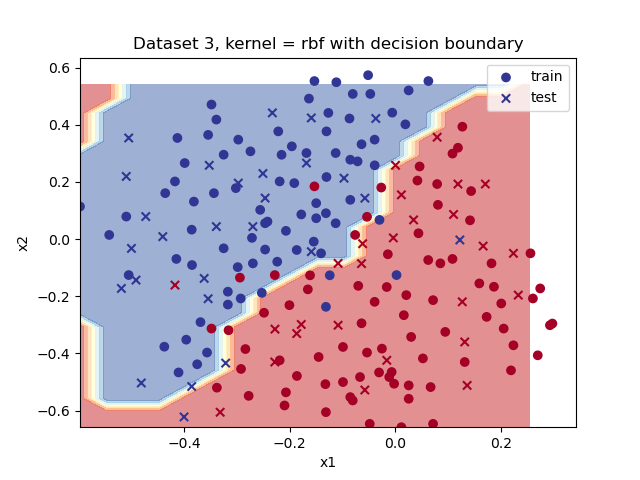 Dataset 3, kernel = rbf with decision boundary
train
test
0.6
0.4
0.2
0.0
−0.2
−0.4
−0.6
x2
−0.4
−0.2
0.0
0.2
x1